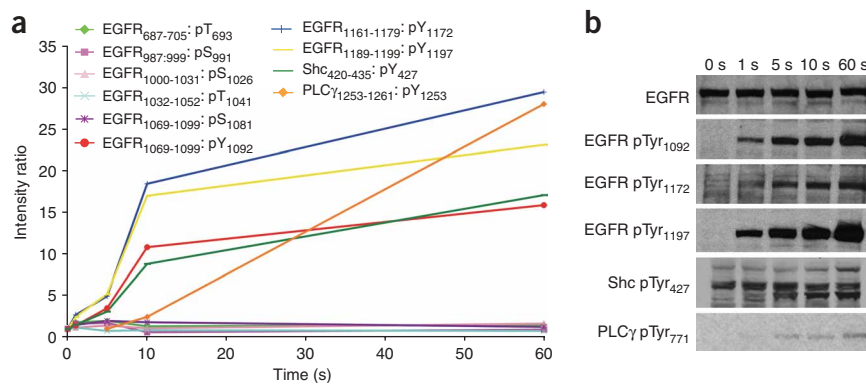 a
EGFR687-705: pT693
EGFR987:999: pS991
EGFR1000-1031: pS1026
EGFR1032-1052: pT1041
EGFR1069-1099: pS1081
EGFR1069-1099: pY1092
EGFR1161-1179: pY1172
EGFR1189-1199: pY1197
Shc420-435: pY427
PLCγ1253-1261: pY1253
Intensity ratio
35
30
25
20
15
10
5
1
0
0
10
20
30
40
50
60
Time (s)
b
0 s 1 s 5 s 10 s 60 s
EGFR
EGFR pTyr1092
EGFR pTyr1172
EGFR pTyr1197
Shc pTyr427
PLCγ pTyr771